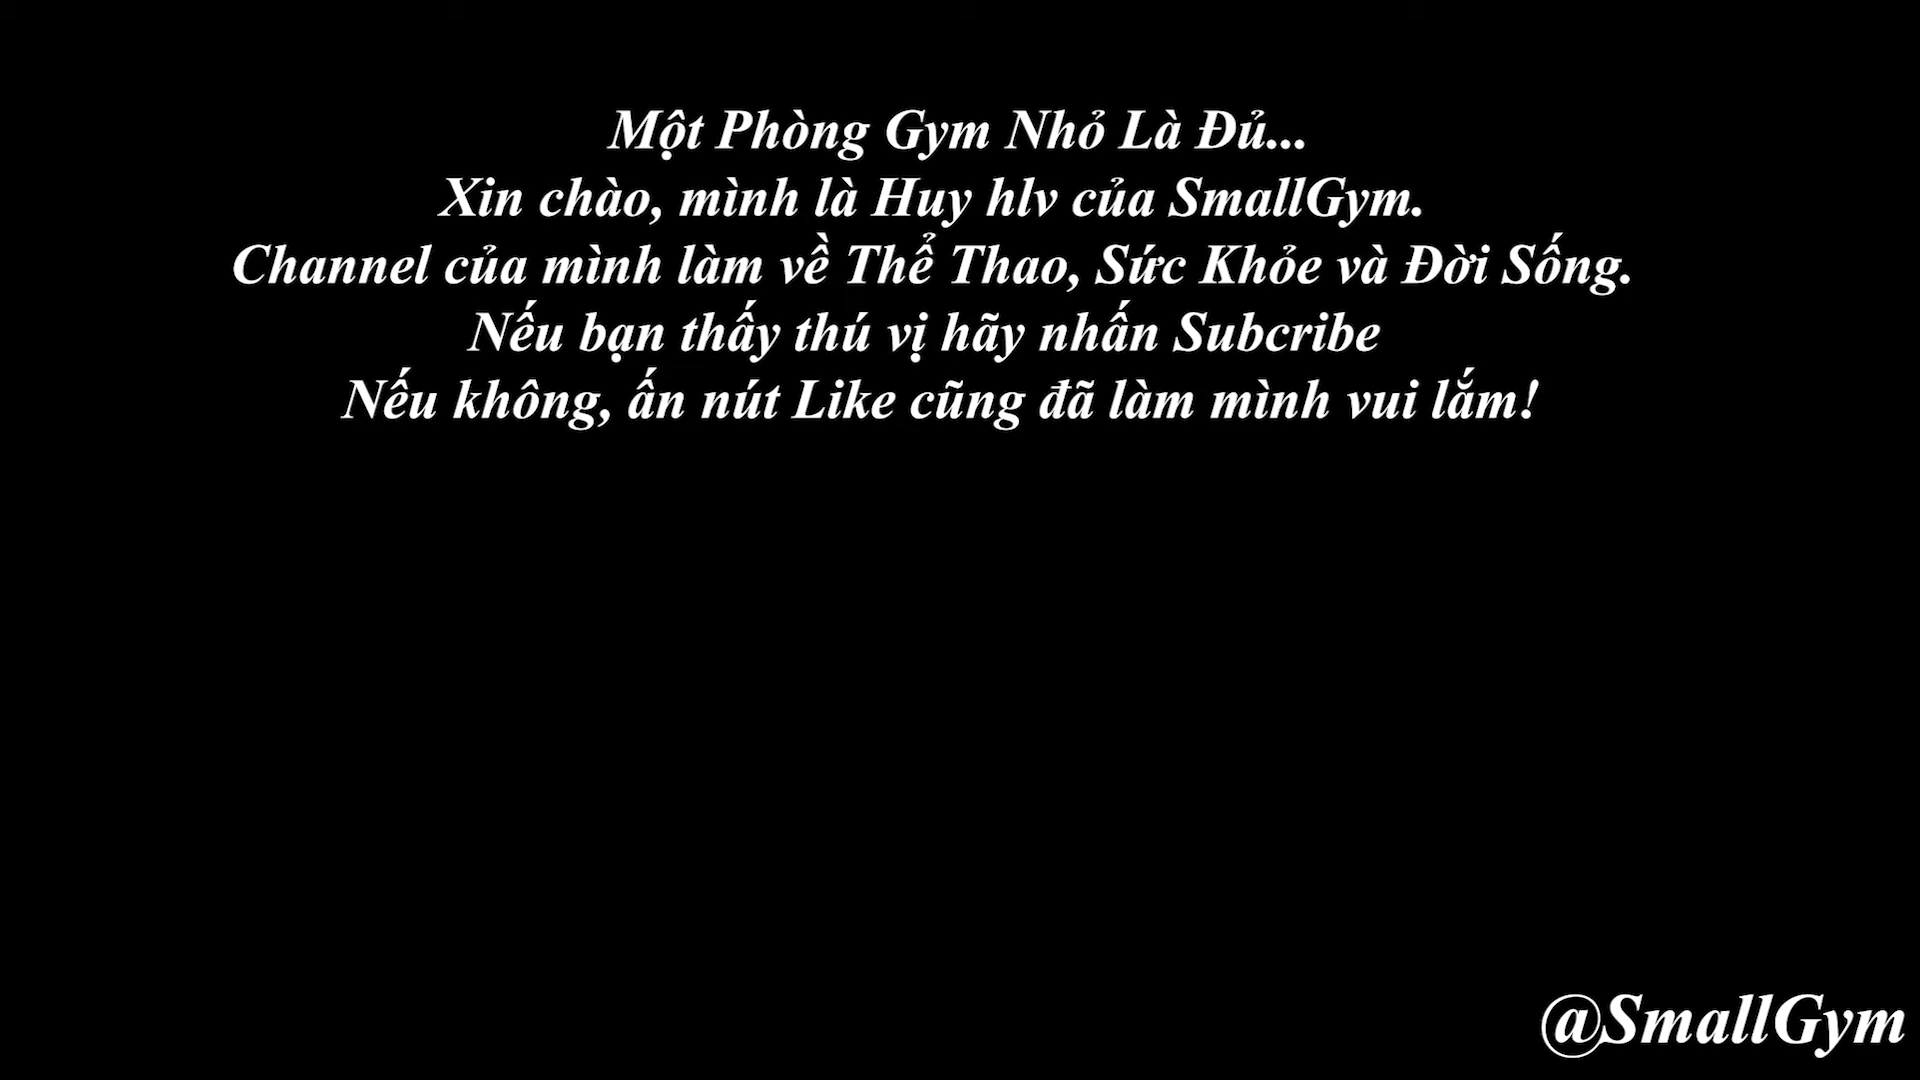 Một Phòng Gym Nhỏ Là Đủ...
Xin chào, mình là Huy hlv của SmallGym.
Channel của mình làm về Thể Thao, Sức Khỏe và Đời Sống.
Nếu bạn thấy thú vị hãy nhấn Subcribe
Nếu không, ấn nút Like cũng đã làm mình vui lắm!
@SmallGym